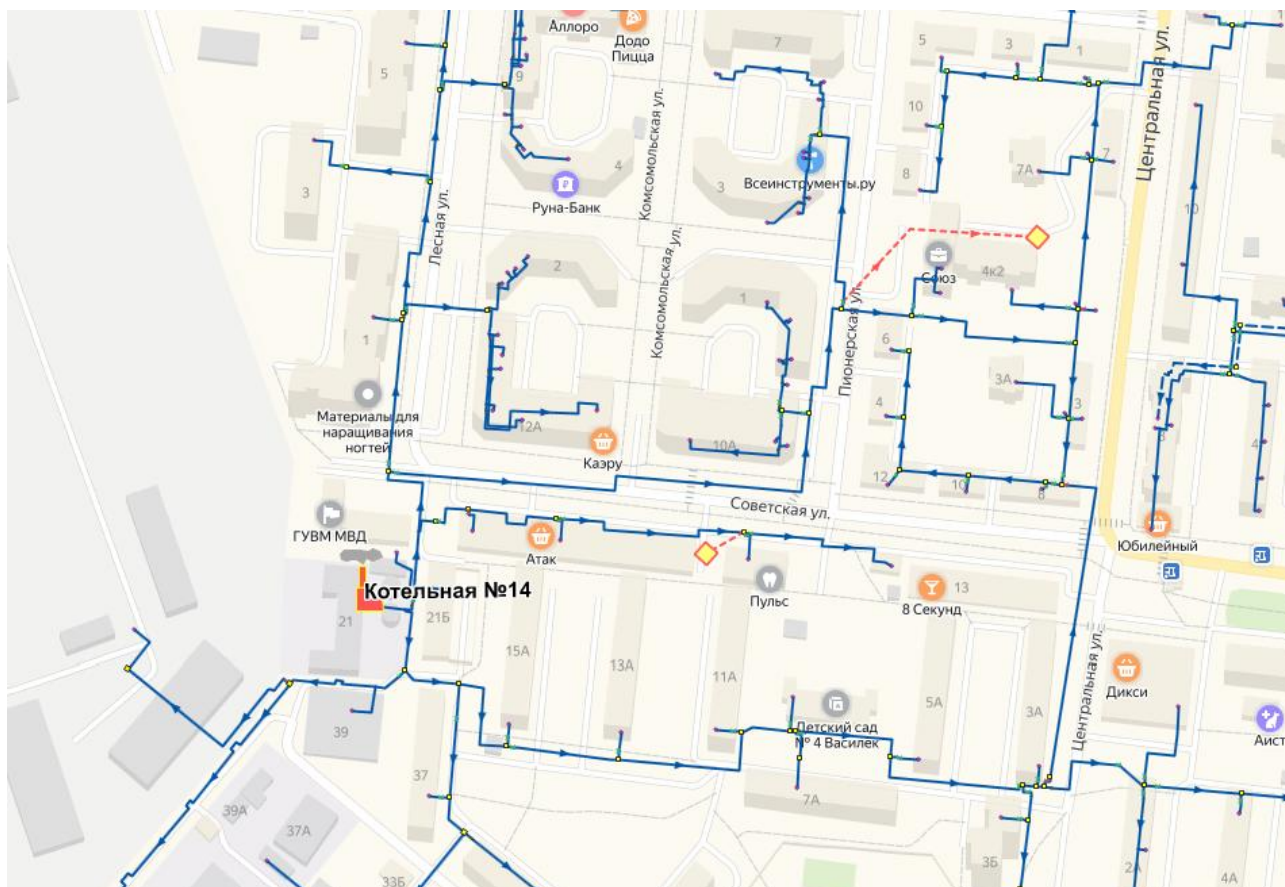 Аллоро
Додо
Пицца
7
5
3
1
5
9
10
4
3
Всеинструменты.ру
8
7А
7
10
Руна-Банк
Комсомольская ул.
Центральная ул.
3
Лесная ул.
Комсомольская ул.
2
1
Союз
4к2
Пионерская ул.
1
6
3А
3
4
Материалы для
наращивания
ногтей
12А
Каэру
10А
12
10
8
4
Советская ул.
ГУВМ МВД
Атак
Юбилейный
Пульс
8 Секунд
13
Котельная №14
21
21Б
15А
13А
11А
5А
3А
Центральная ул.
Дикси
Детский сад
№ 4 Василек
Аист
39
37
7А
39А
37А
33Б
3Б
2А
4А